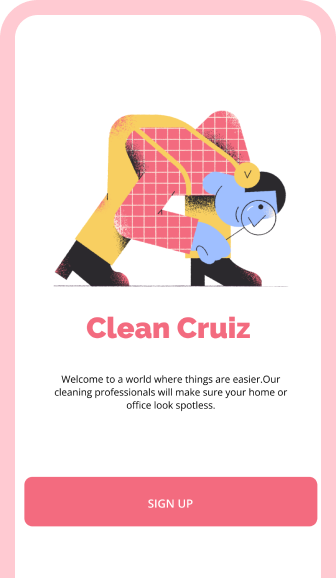 Clean Cruiz
Welcome to a world where things are easier.Our
cleaning professionals will make sure your home or
office look spotless.
SIGN UP